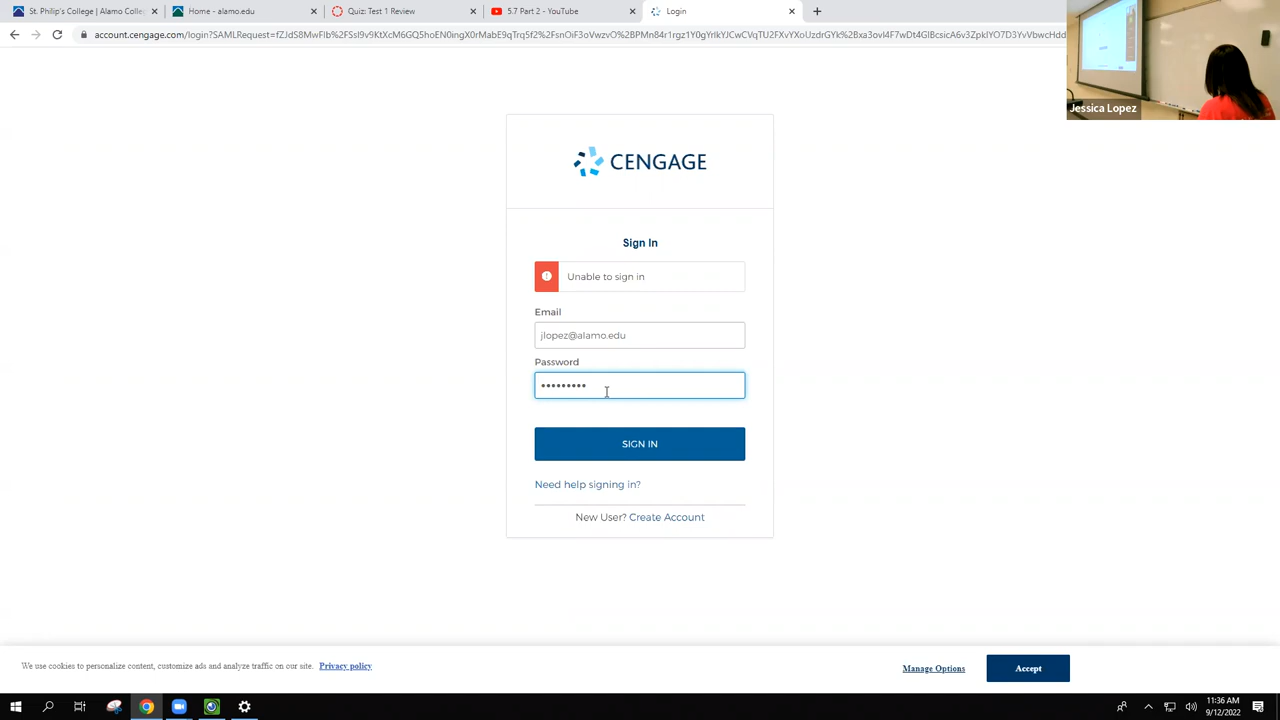 St. Philip's College | Alamo Colle
Home - alamo.edu
Quiz: Test 1 Review
5.7 Part 2 - YouTube
Login
Jessica Lopez
CENGAGE
Sign In
Unable to sign in
Email
jlopez@alamo.edu
Password
SIGN IN
Need help signing in?
New User? Create Account
We use cookies to personalize content, customize ads and analyze traffic on our site. Privacy policy
Manage Options
Accept
11:36 AM
9/12/2022